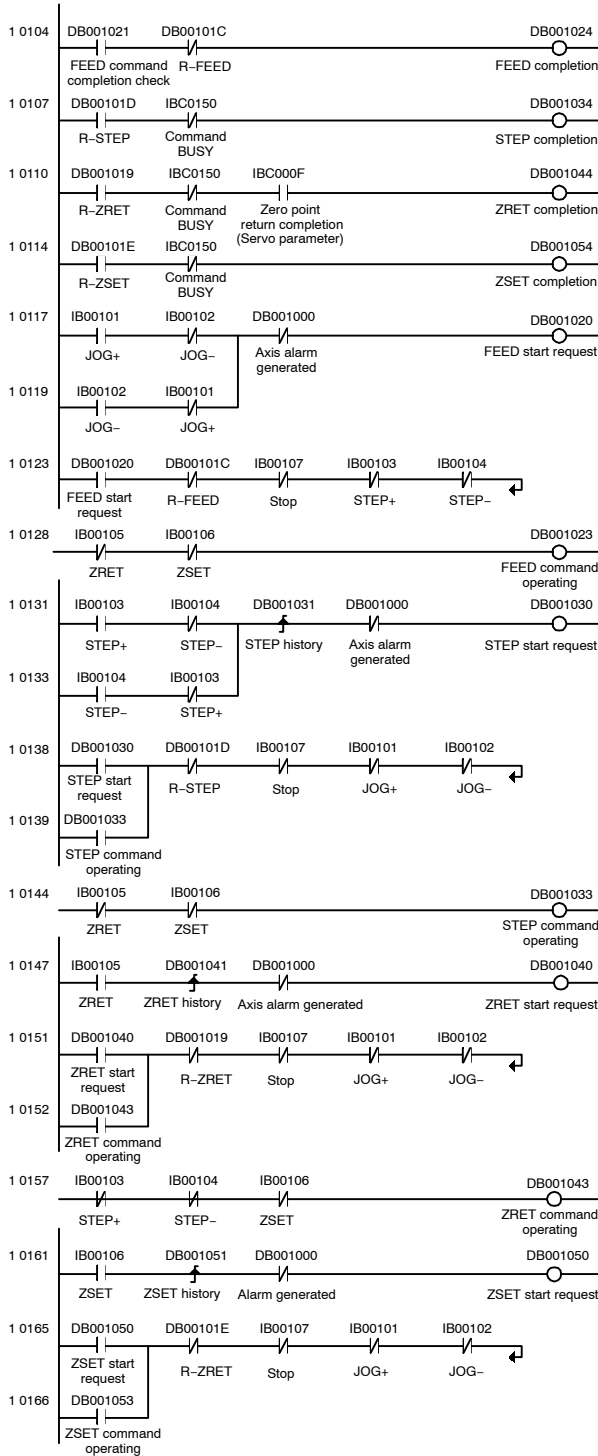 1 0104 DB001021 DB00101C DB001024
FEED command completion check R−FEED FEED completion
1 0107 DB00101D IBC0150 DB001034
R−STEP Command BUSY STEP completion
1 0110 DB001019 IBC0150 IBC000F DB001044
R−ZRET Command BUSY Zero point return completion (Servo parameter) ZRET completion
1 0114 DB00101E IBC0150 DB001054
R−ZSET Command BUSY ZSET completion
1 0117 IB00101 IB00102 DB001000 DB001020
JOG+ JOG− Axis alarm generated FEED start request
1 0119 IB00102 IB00101
JOG− JOG+
1 0123 DB001020 DB00101C IB00107 IB00103 IB00104
FEED start request R−FEED Stop STEP+ STEP−
1 0128 IB00105 IB00106 DB001023
ZRET ZSET FEED command operating
1 0131 IB00103 IB00104 DB001031 DB001000 DB001030
STEP+ STEP− STEP history Axis alarm generated STEP start request
1 0133 IB00104 IB00103
STEP− STEP+
1 0138 DB001030 DB00101D IB00107 IB00101 IB00102
STEP start request R−STEP Stop JOG+ JOG−
1 0139 DB001033
STEP command operating
1 0144 IB00105 IB00106 DB001033
ZRET ZSET STEP command operating
1 0147 IB00105 DB001041 DB001000 DB001040
ZRET ZRET history Axis alarm generated ZRET start request
1 0151 DB001040 DB001019 IB00107 IB00101 IB00102
ZRET start request R−ZRET Stop JOG+ JOG−
1 0152 DB001043
ZRET command operating
1 0157 IB00103 IB00104 IB00106 DB001043
STEP+ STEP− ZSET ZRET command operating
1 0161 IB00106 DB001051 DB001000 DB001050
ZSET ZSET history Alarm generated ZSET start request
1 0165 DB001050 DB00101E IB00107 IB00101 IB00102
ZSET start request R−ZRET Stop JOG+ JOG−
1 0166 DB001053
ZSET command operating